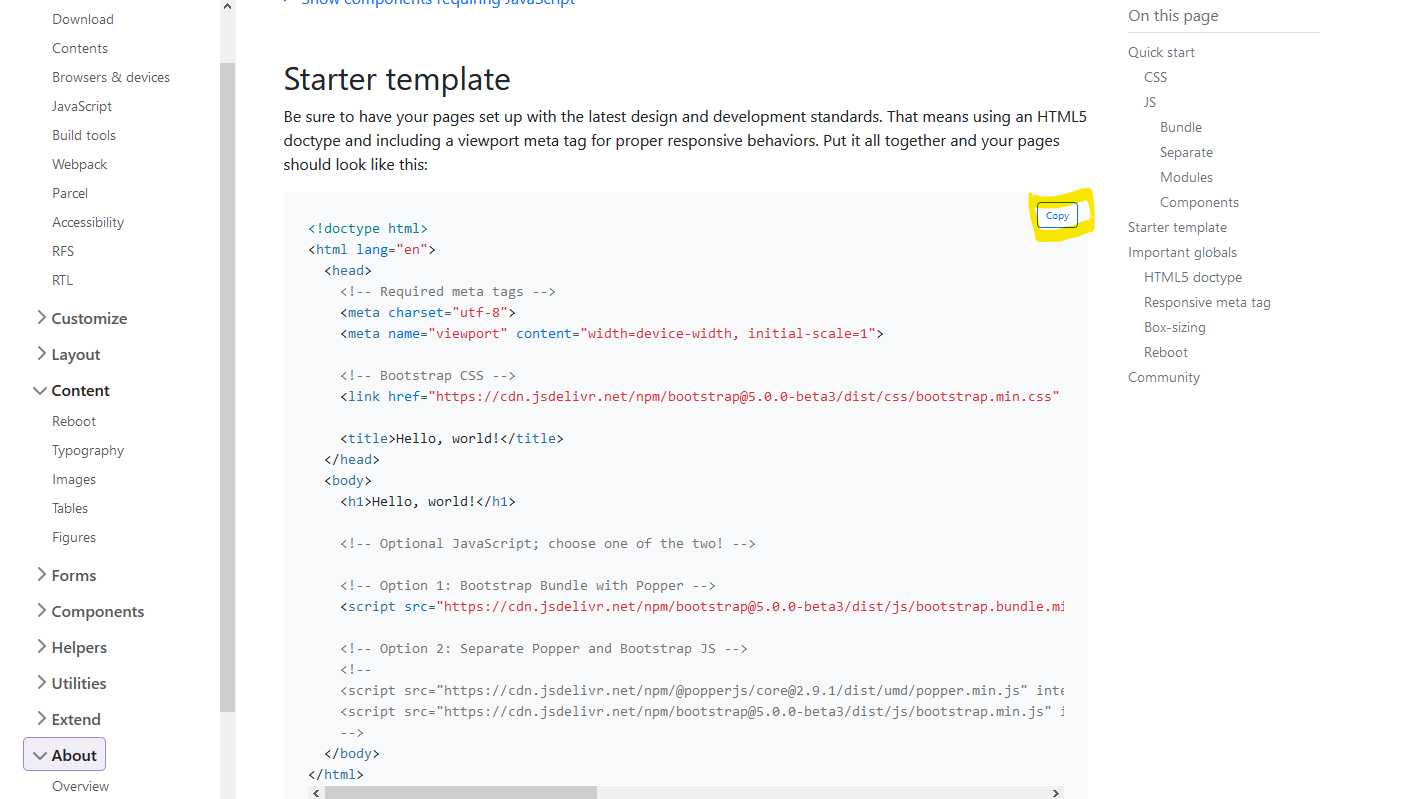 Download
Contents
Browsers & devices
JavaScript
Build tools
Webpack
Parcel
Accessibility
RFS
RTL
Customize
Layout
Content
Reboot
Typography
Images
Tables
Figures
Forms
Components
Helpers
Utilities
Extend
About
Overview
Show components requiring JavaScript
Starter template
Be sure to have your pages set up with the latest design and development standards. That means using an HTML5
doctype and including a viewport meta tag for proper responsive behaviors. Put it all together and your pages
should look like this:
Copy
<!doctype html>
<html lang="en">
  <head>
    <!-- Required meta tags -->
    <meta charset="utf-8">
    <meta name="viewport" content="width=device-width, initial-scale=1">
    <!-- Bootstrap CSS -->
    <link href="https://cdn.jsdelivr.net/npm/bootstrap@5.0.0-beta3/dist/css/bootstrap.min.css"
    <title>Hello, world!</title>
  </head>
  <body>
    <h1>Hello, world!</h1>
    <!-- Optional JavaScript; choose one of the two! -->
    <!-- Option 1: Bootstrap Bundle with Popper -->
    <script src="https://cdn.jsdelivr.net/npm/bootstrap@5.0.0-beta3/dist/js/bootstrap.bundle.mi
    <!-- Option 2: Separate Popper and Bootstrap JS -->
    <!--
    <script src="https://cdn.jsdelivr.net/npm/@popperjs/core@2.9.1/dist/umd/popper.min.js" inte
    <script src="https://cdn.jsdelivr.net/npm/bootstrap@5.0.0-beta3/dist/js/bootstrap.min.js" i
    -->
  </body>
</html>
On this page
Quick start
CSS
JS
Bundle
Separate
Modules
Components
Starter template
Important globals
HTML5 doctype
Responsive meta tag
Box-sizing
Reboot
Community